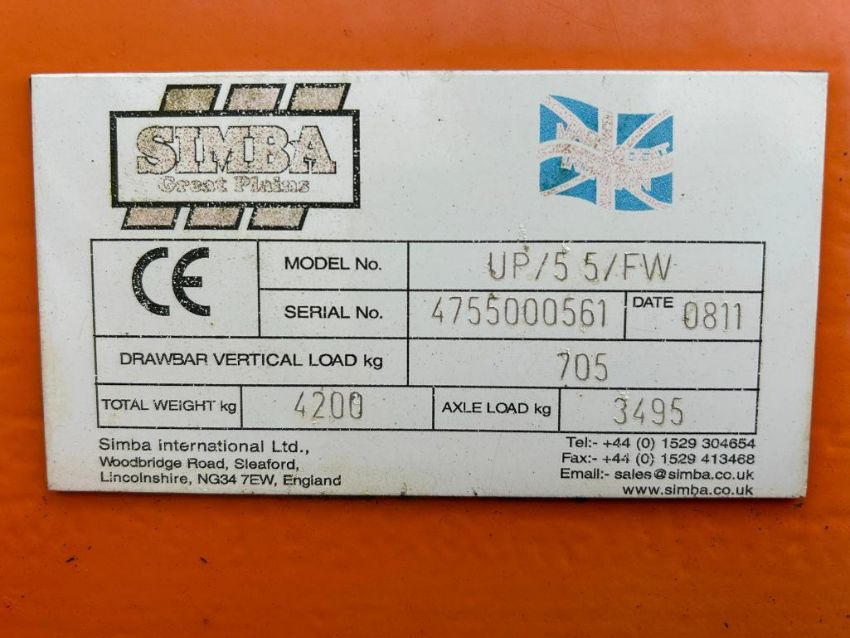 SIMBA
Great Plains
CE
MODEL No. UP/5 5/FW
SERIAL No. 4755000561 DATE 0811
DRAWBAR VERTICAL LOAD kg 705
TOTAL WEIGHT kg 4200 AXLE LOAD kg 3495
Simba International Ltd.,
Woodbridge Road, Sleaford,
Lincolnshire, NG34 7EW, England
Tel:- +44 (0) 1529 304654
Fax:- +44 (0) 1529 413468
Email:- sales@simba.co.uk
www.simba.co.uk